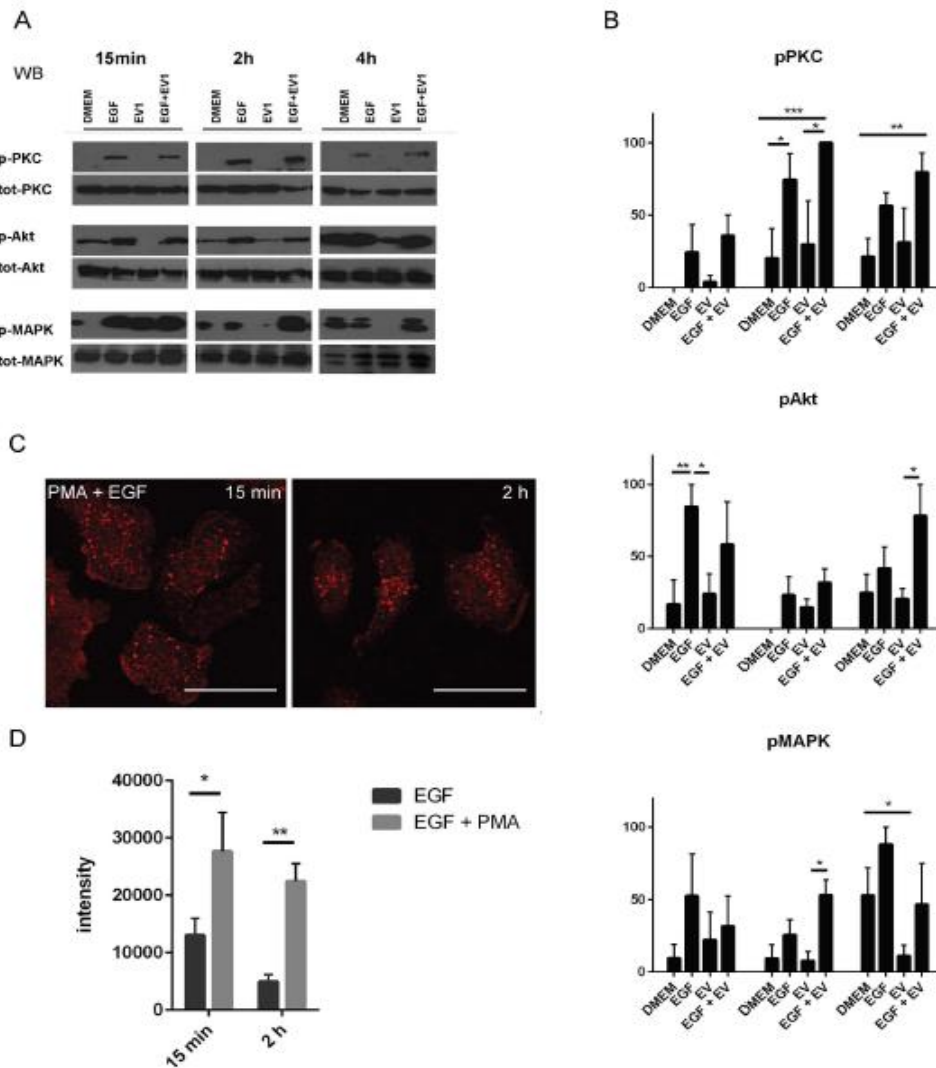 A
WB
15min 2h 4h
DMEM EGF EV1 EGF+EV1 DMEM EGF EV1 EGF+EV1 DMEM EGF EV1 EGF+EV1
p-PKC
tot-PKC
p-Akt
tot-Akt
p-MAPK
tot-MAPK
B
pPKC
*** * * **
100
50
0
DMEM EGF EV EGF + EV DMEM EGF EV EGF + EV DMEM EGF EV EGF + EV
pAkt
** * *
100
50
0
DMEM EGF EV EGF + EV DMEM EGF EV EGF + EV DMEM EGF EV EGF + EV
pMAPK
* *
100
50
0
DMEM EGF EV EGF + EV DMEM EGF EV EGF + EV DMEM EGF EV EGF + EV
C
PMA + EGF 15 min 2 h
D
intensity
40000
30000
20000
10000
0
* **
15 min 2 h
EGF
EGF + PMA